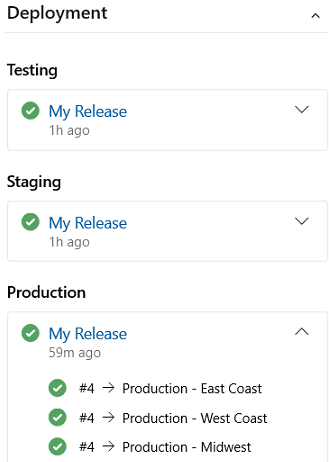 Deployment
Testing
My Release
1h ago
Staging
My Release
1h ago
Production
My Release
59m ago
#4 → Production - East Coast
#4 → Production - West Coast
#4 → Production - Midwest